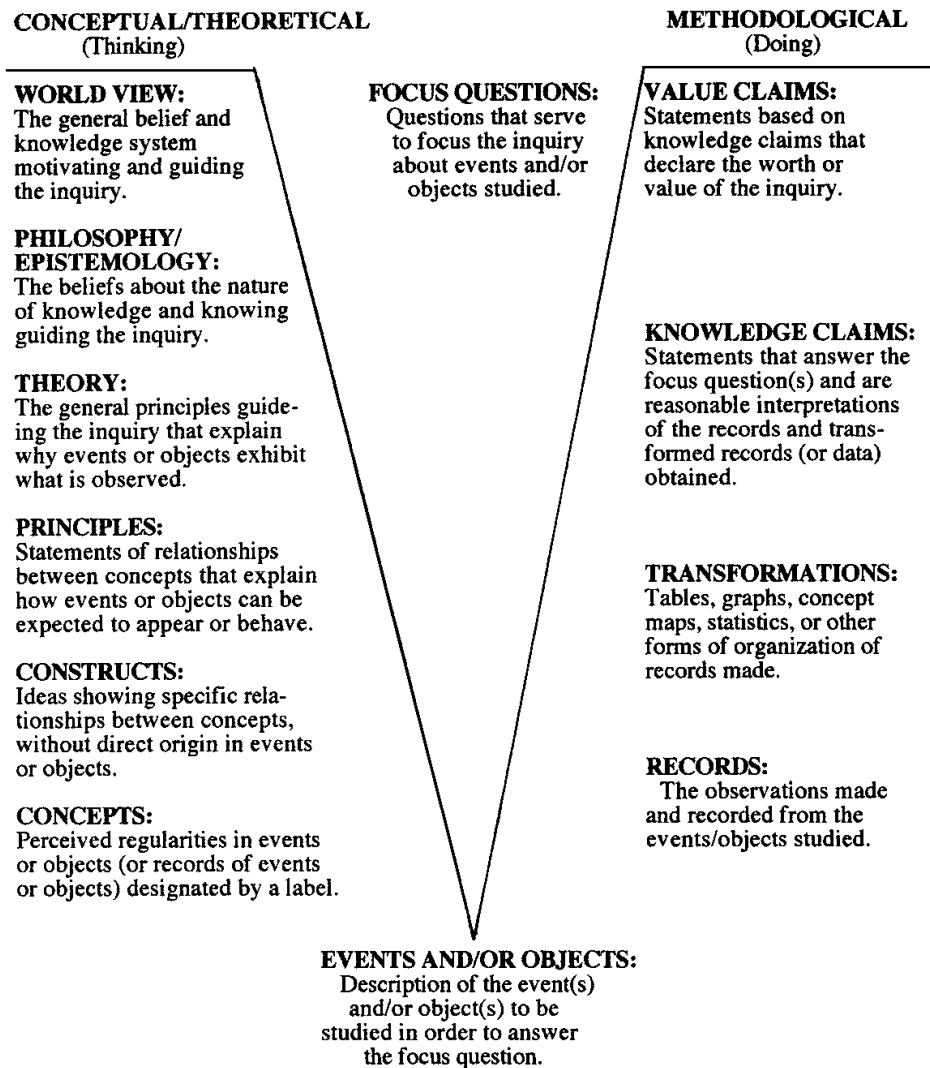 CONCEPTUAL/THEORETICAL
(Thinking)
WORLD VIEW:
The general belief and
knowledge system
motivating and guiding
the inquiry.
PHILOSOPHY/
EPISTEMOLOGY:
The beliefs about the nature
of knowledge and knowing
guiding the inquiry.
THEORY:
The general principles guide-
ing the inquiry that explain
why events or objects exhibit
what is observed.
PRINCIPLES:
Statements of relationships
between concepts that explain
how events or objects can be
expected to appear or behave.
CONSTRUCTS:
Ideas showing specific rela-
tionships between concepts,
without direct origin in events
or objects.
CONCEPTS:
Perceived regularities in events
or objects (or records of events
or objects) designated by a label.
FOCUS QUESTIONS:
Questions that serve
to focus the inquiry
about events and/or
objects studied.
METHODOLOGICAL
(Doing)
VALUE CLAIMS:
Statements based on
knowledge claims that
declare the worth or
value of the inquiry.
KNOWLEDGE CLAIMS:
Statements that answer the
focus question(s) and are
reasonable interpretations
of the records and trans-
formed records (or data)
obtained.
TRANSFORMATIONS:
Tables, graphs, concept
maps, statistics, or other
forms of organization of
records made.
RECORDS:
The observations made
and recorded from the
events/objects studied.
EVENTS AND/OR OBJECTS:
Description of the event(s)
and/or object(s) to be
studied in order to answer
the focus question.